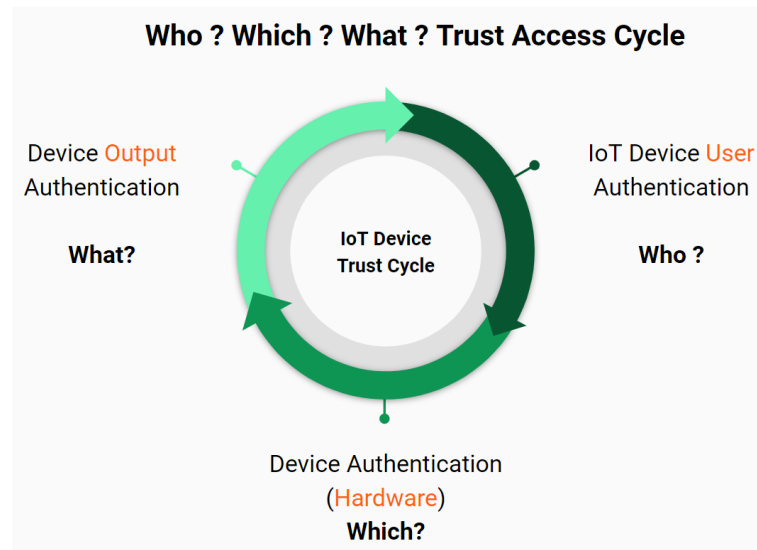 Who ? Which ? What ? Trust Access Cycle
Device Output
Authentication
What?
IoT Device User
Authentication
Who ?
IoT Device
Trust Cycle
Device Authentication
(Hardware)
Which?